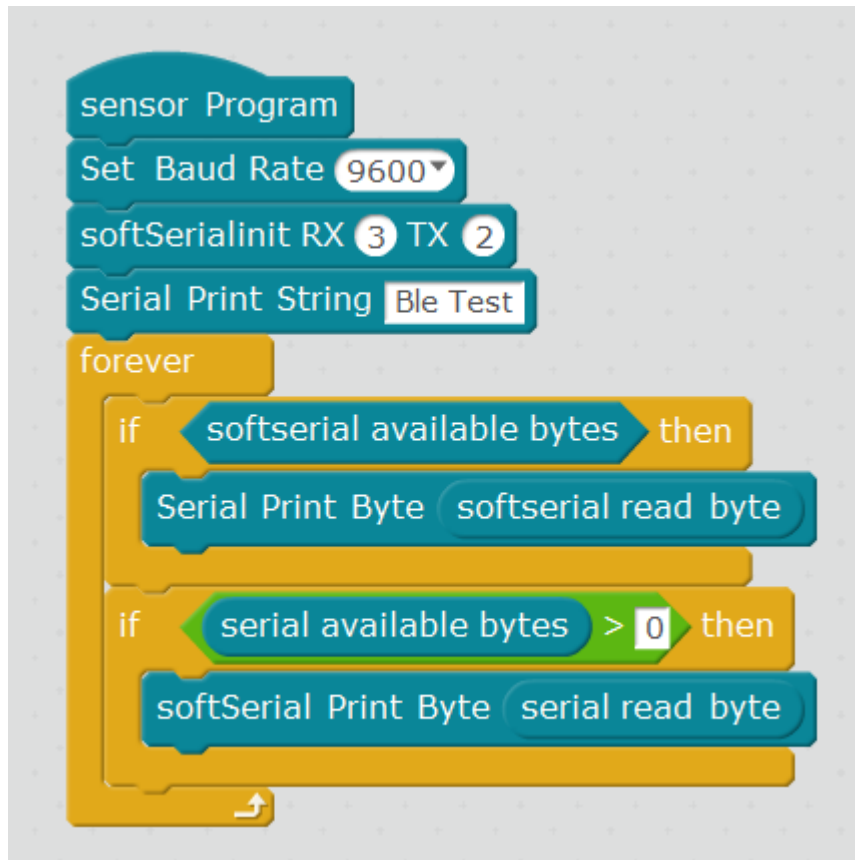 sensor Program
Set Baud Rate 9600
softSerialinit RX 3 TX 2
Serial Print String Ble Test
forever
if softserial available bytes then
Serial Print Byte softserial read byte
if serial available bytes > 0 then
softSerial Print Byte serial read byte